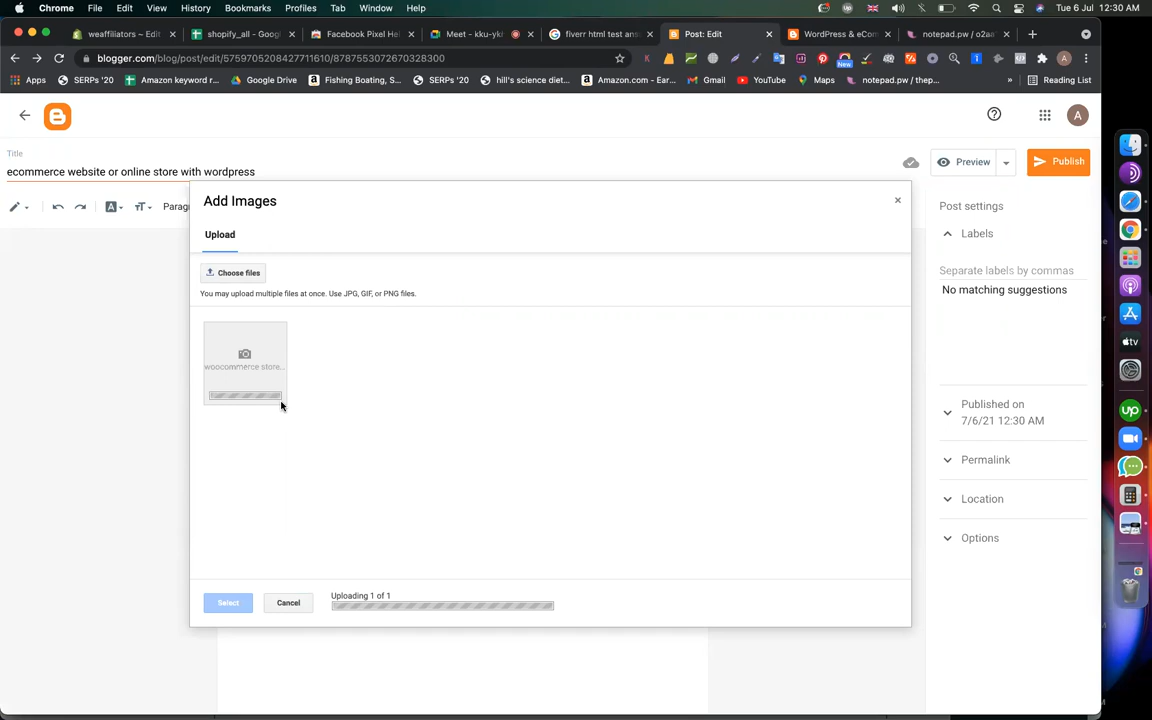 Chrome File Edit View History Bookmarks Profiles Tab Window Help Tue 6 Jul 12:30 AM
weaffiliators ~ Edit shopify_all - Googl Facebook Pixel Hel Meet - kku-yki fiverr html test ans Post: Edit WordPress & eCom notepad.pw / o2aa
blogger.com/blog/post/edit/5759705208427711610/8787553072670328300
Apps SERPs '20 Amazon keyword r... Google Drive Fishing Boating, S... SERPs '20 hill's science diet... Amazon.com - Ear... Gmail YouTube Maps notepad.pw / thep... » Reading List
New
A
Title
ecommerce website or online store with wordpress
Preview Publish
Parag
Add Images ×
Upload
Choose files
You may upload multiple files at once. Use JPG, GIF, or PNG files.
woocommerce store...
Select Cancel Uploading 1 of 1
Post settings
Labels
Separate labels by commas
No matching suggestions
Published on
7/6/21 12:30 AM
Permalink
Location
Options
tv
up